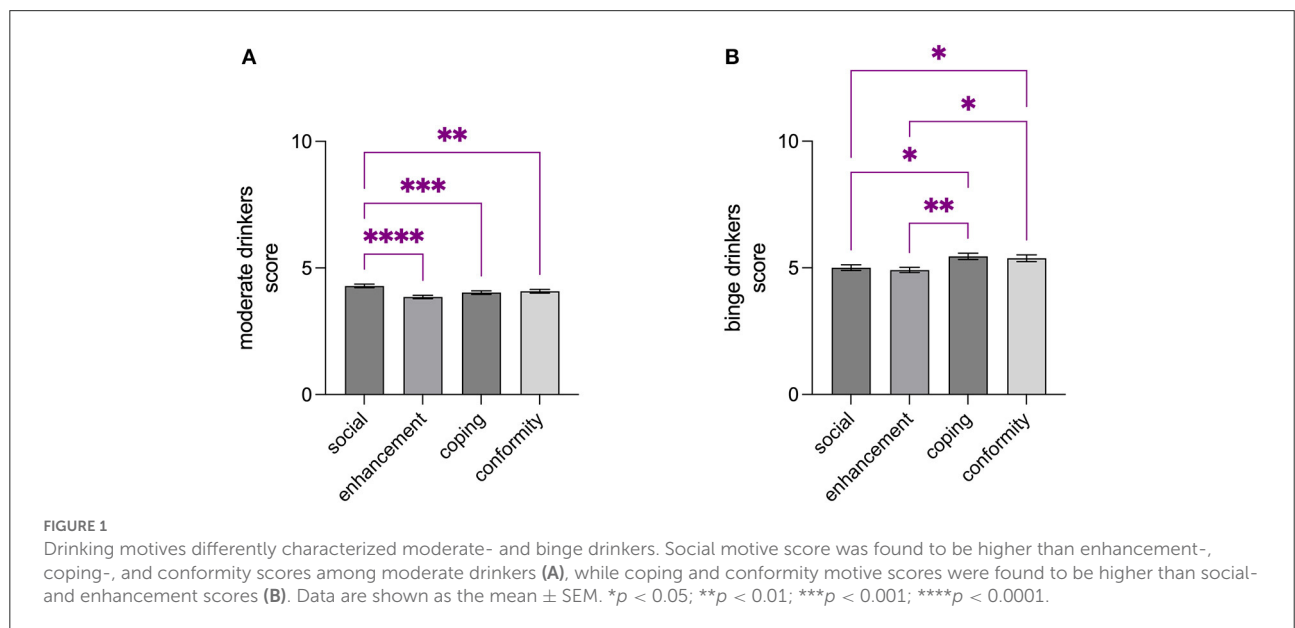 A
**
***
****
10
5
0
moderate drinkers
score
social
enhancement
coping
conformity
B
*
*
*
**
10
5
0
binge drinkers
score
social
enhancement
coping
conformity
FIGURE 1
Drinking motives differently characterized moderate- and binge drinkers. Social motive score was found to be higher than enhancement-,
coping-, and conformity scores among moderate drinkers (A), while coping and conformity motive scores were found to be higher than social-
and enhancement scores (B). Data are shown as the mean ± SEM. *p < 0.05; **p < 0.01; ***p < 0.001; ****p < 0.0001.